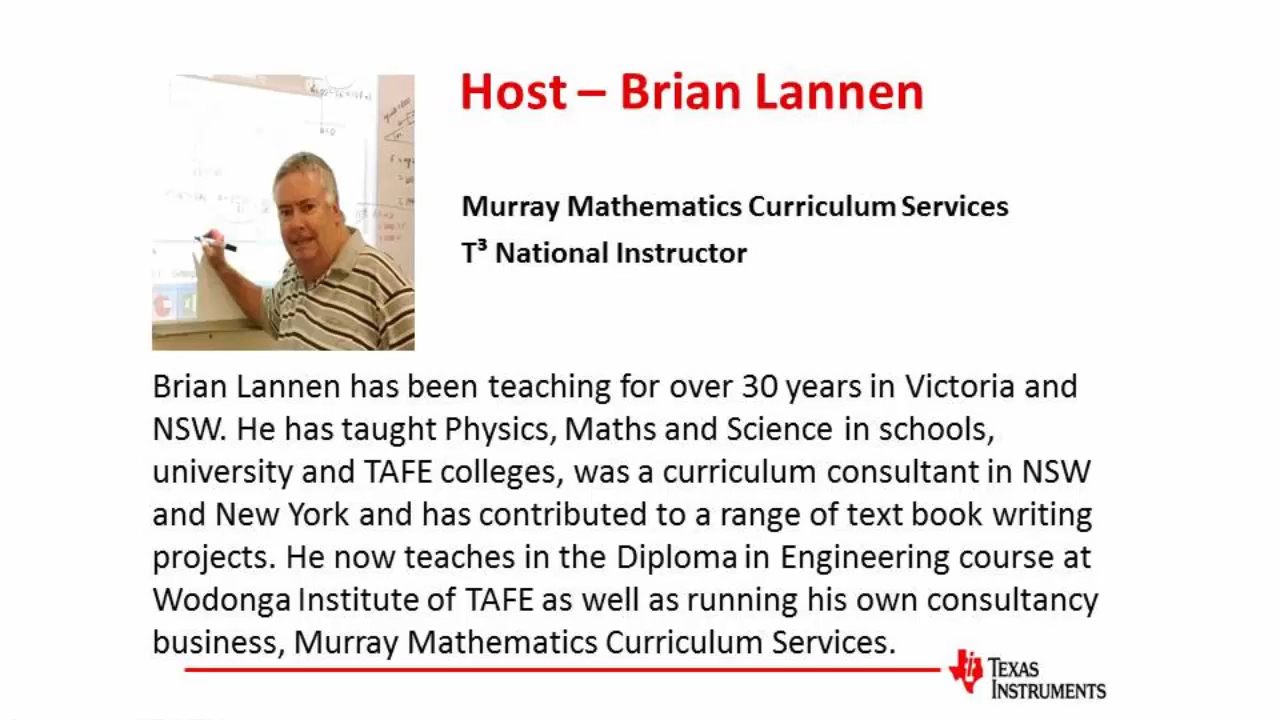 Host – Brian Lannen
Murray Mathematics Curriculum Services
T³ National Instructor
Brian Lannen has been teaching for over 30 years in Victoria and
NSW. He has taught Physics, Maths and Science in schools,
university and TAFE colleges, was a curriculum consultant in NSW
and New York and has contributed to a range of text book writing
projects. He now teaches in the Diploma in Engineering course at
Wodonga Institute of TAFE as well as running his own consultancy
business, Murray Mathematics Curriculum Services.
TEXAS
INSTRUMENTS